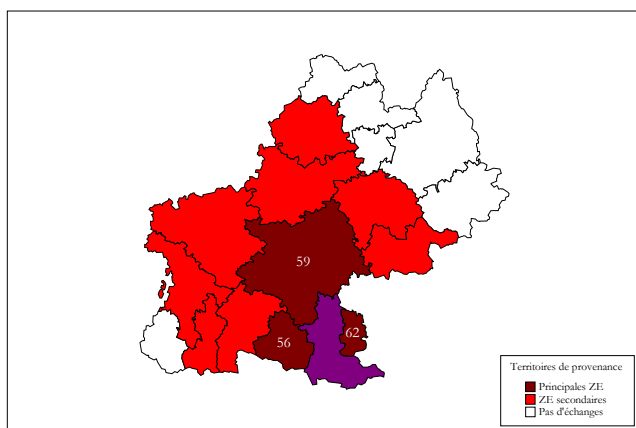 59
62
56
Territoires de provenance
Principales ZE
ZE secondaires
Pas d'échanges